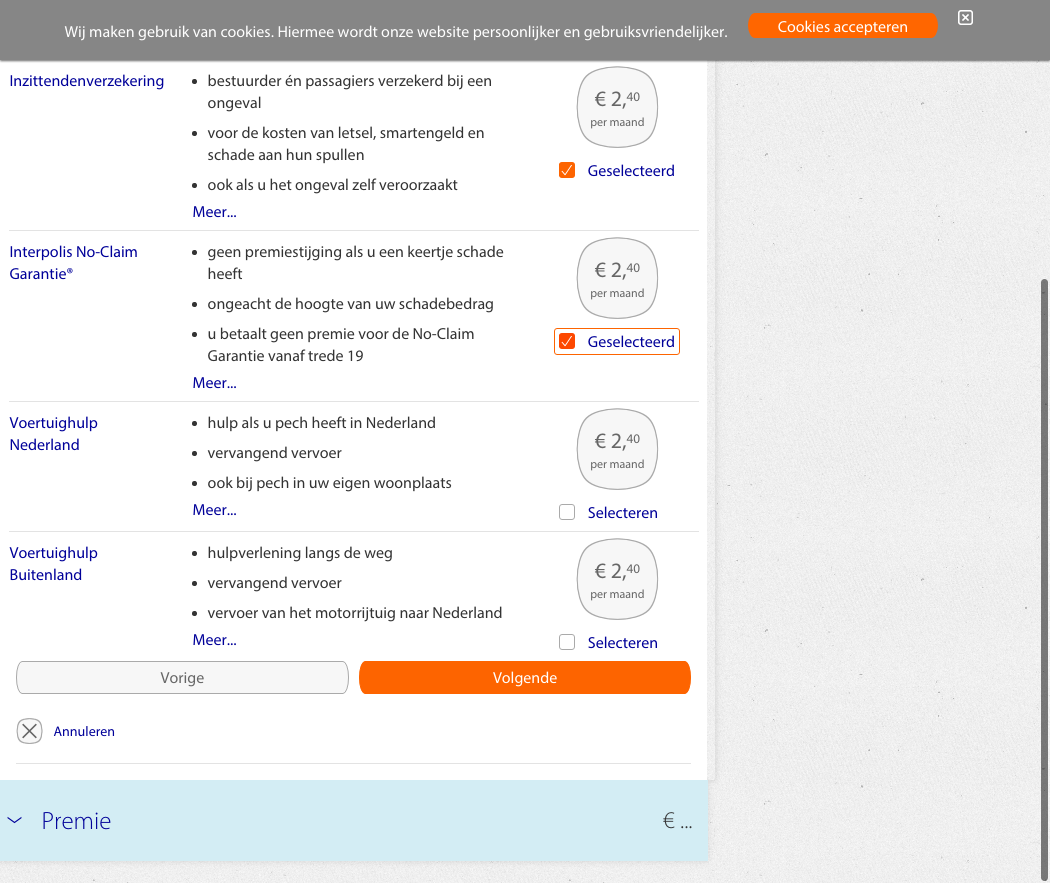 Wij maken gebruik van cookies. Hiermee wordt onze website persoonlijker en gebruiksvriendelijker.
Cookies accepteren
Inzittendenverzekering
• bestuurder én passagiers verzekerd bij een
ongeval
• voor de kosten van letsel, smartengeld en
schade aan hun spullen
• ook als u het ongeval zelf veroorzaakt
Meer...
€ 2,40
per maand
Geselecteerd
Interpolis No-Claim
Garantie®
• geen premiestijging als u een keertje schade
heeft
• ongeacht de hoogte van uw schadebedrag
• u betaalt geen premie voor de No-Claim
Garantie vanaf trede 19
Meer...
€ 2,40
per maand
Geselecteerd
Voertuighulp
Nederland
• hulp als u pech heeft in Nederland
• vervangend vervoer
• ook bij pech in uw eigen woonplaats
Meer...
€ 2,40
per maand
Selecteren
Voertuighulp
Buitenland
• hulpverlening langs de weg
• vervangend vervoer
• vervoer van het motorrijtuig naar Nederland
Meer...
€ 2,40
per maand
Selecteren
Vorige
Volgende
Annuleren
Premie
€ ...